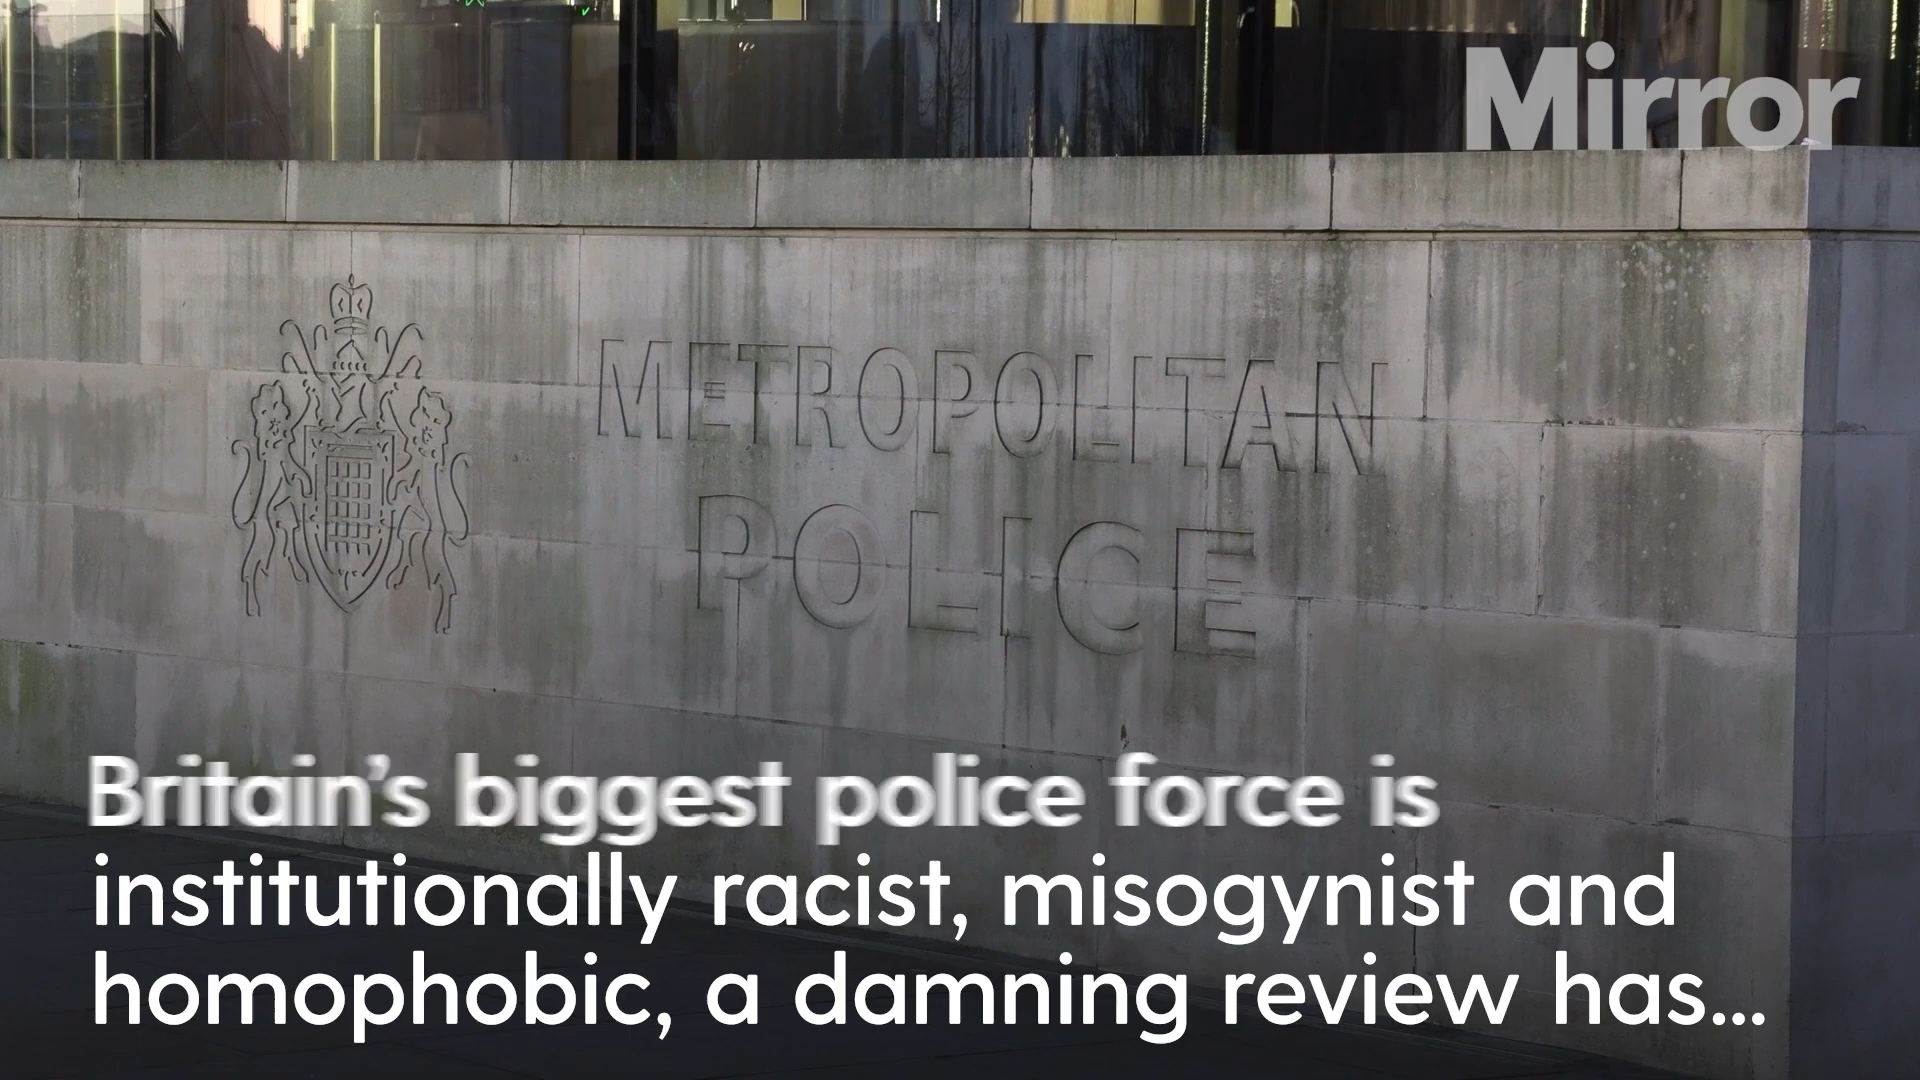 Mirror
METROPOLITAN
POLICE
Britain's biggest police force is
institutionally racist, misogynist and
homophobic, a damning review has...